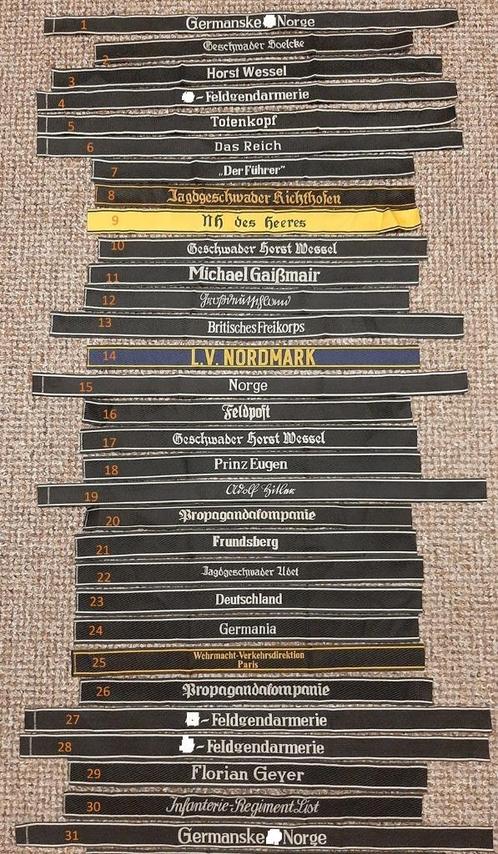 1 Germanske Norge
2 Geschwader Boelcke
3 Horst Wessel
4 - Feldgendarmerie
5 Totenkopf
6 Das Reich
7 „Der Führer"
8 Jagdgeschwader Richthofen
9 NH des Heeres
10 Geschwader Horst Wessel
11 Michael Gaißmair
12 Großdeutschland
13 Britisches Freikorps
14 L.V. NORDMARK
15 Norge
16 Feldpost
17 Geschwader Horst Wessel
18 Prinz Eugen
19 Adolf Hitler
20 Propagandakompanie
21 Frundsberg
22 Jagdgeschwader Udet
23 Deutschland
24 Germania
25 Wehrmacht-Verkehrsdirektion
Paris
26 Propagandakompanie
27 - Feldgendarmerie
28 - Feldgendarmerie
29 Florian Geyer
30 Infanterie-Regiment List
31 Germanske Norge